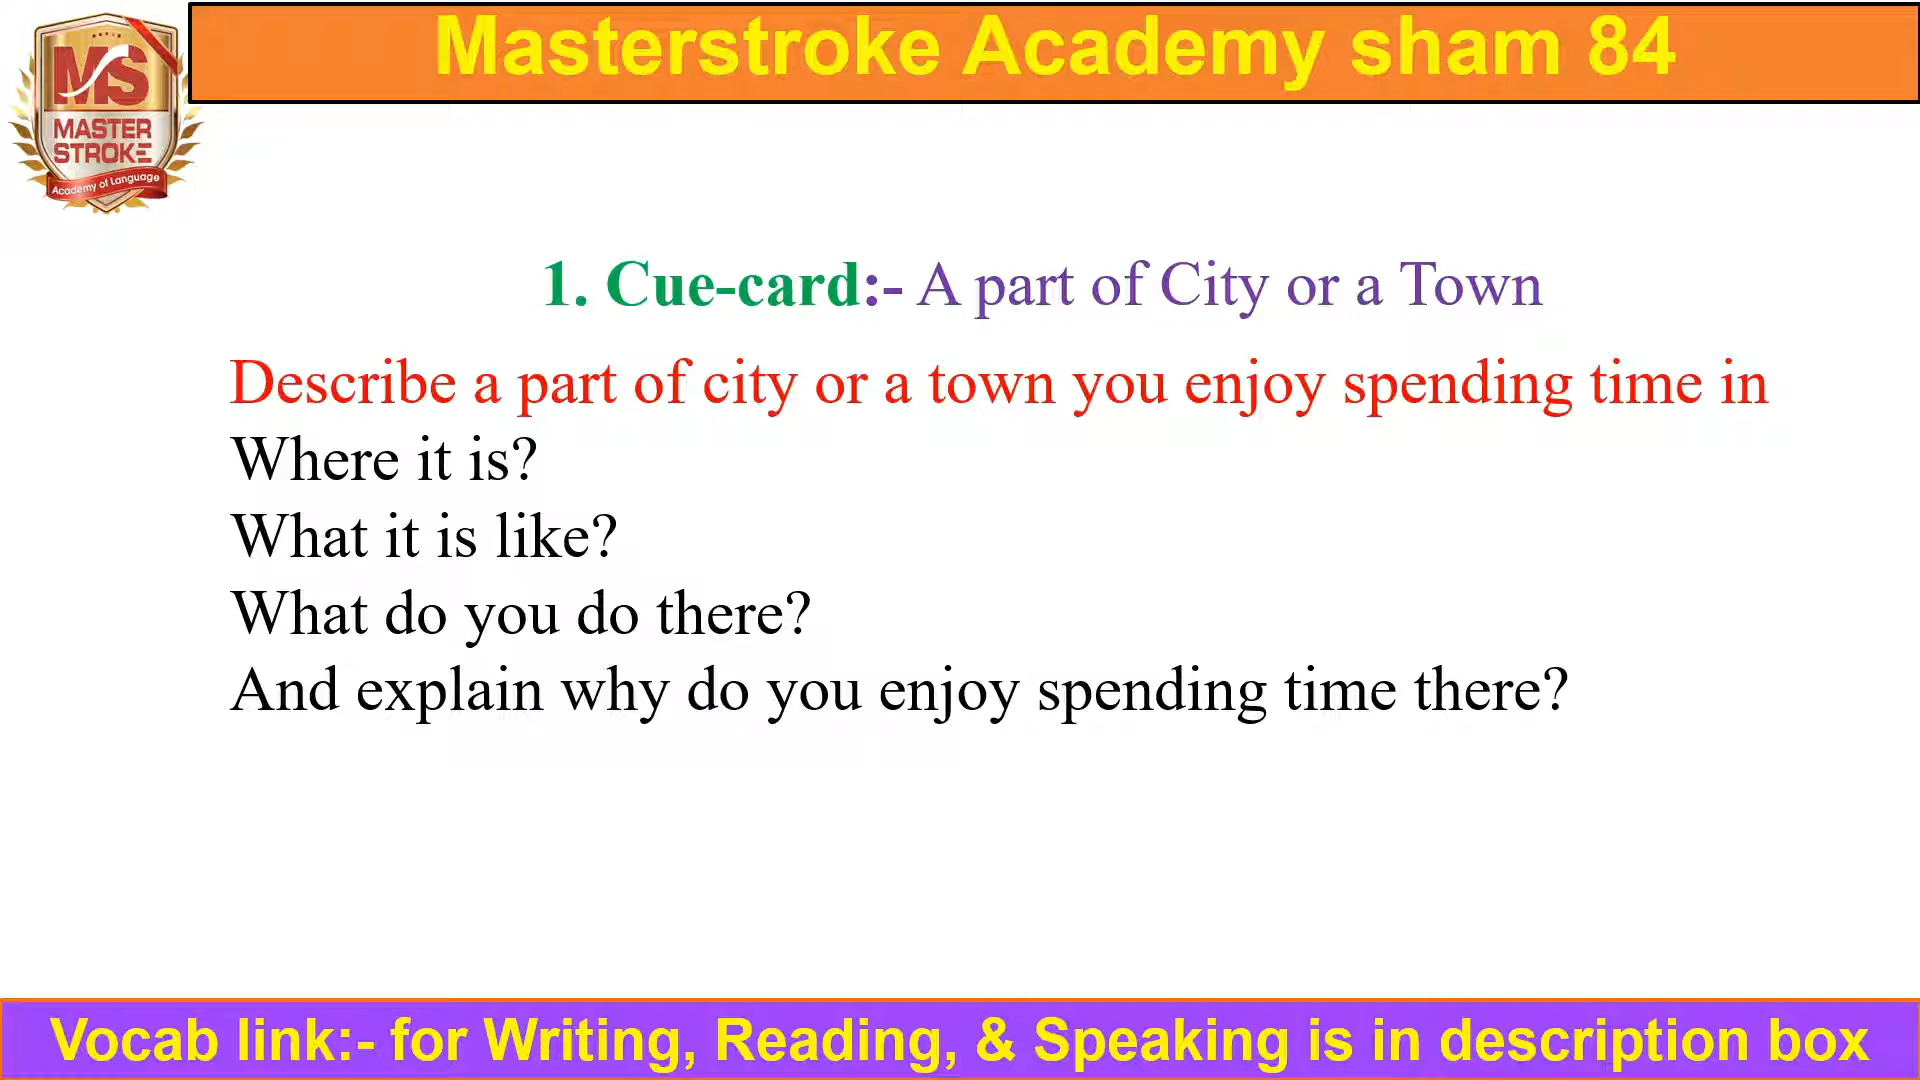 Masterstroke Academy sham 84
MS
MASTER
STROKE
Academy of Language
1. Cue-card:- A part of City or a Town
Describe a part of city or a town you enjoy spending time in
Where it is?
What it is like?
What do you do there?
And explain why do you enjoy spending time there?
Vocab link:- for Writing, Reading, & Speaking is in description box